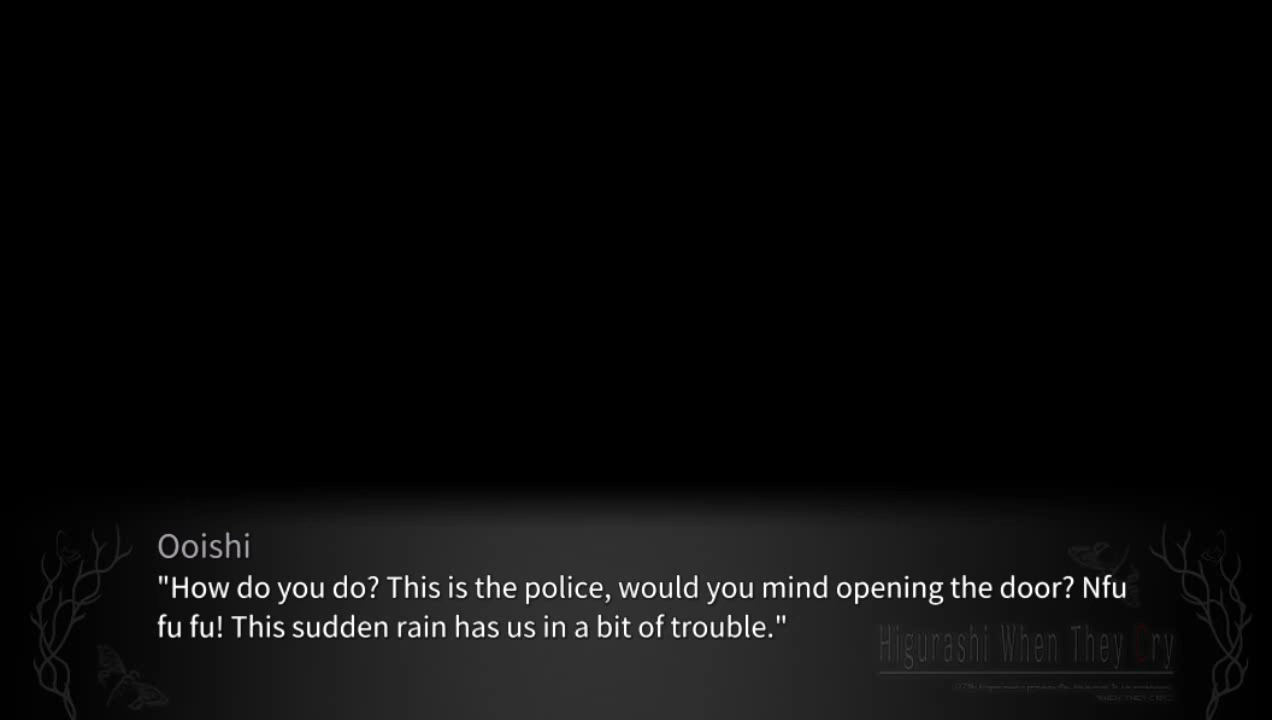 Ooishi
"How do you do? This is the police, would you mind opening the door? Nfu
fu fu! This sudden rain has us in a bit of trouble."
Higurashi When They Cry